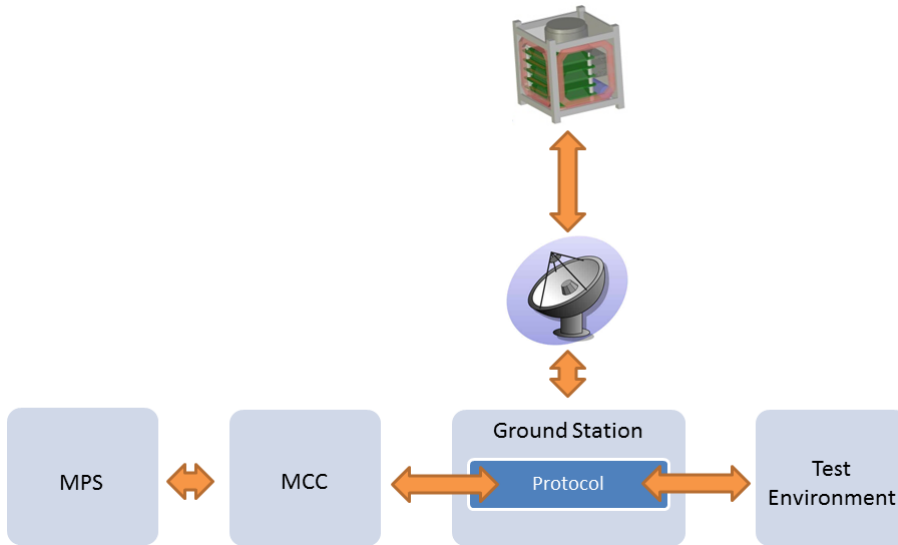 Ground Station
MPS
MCC
Protocol
Test
Environment